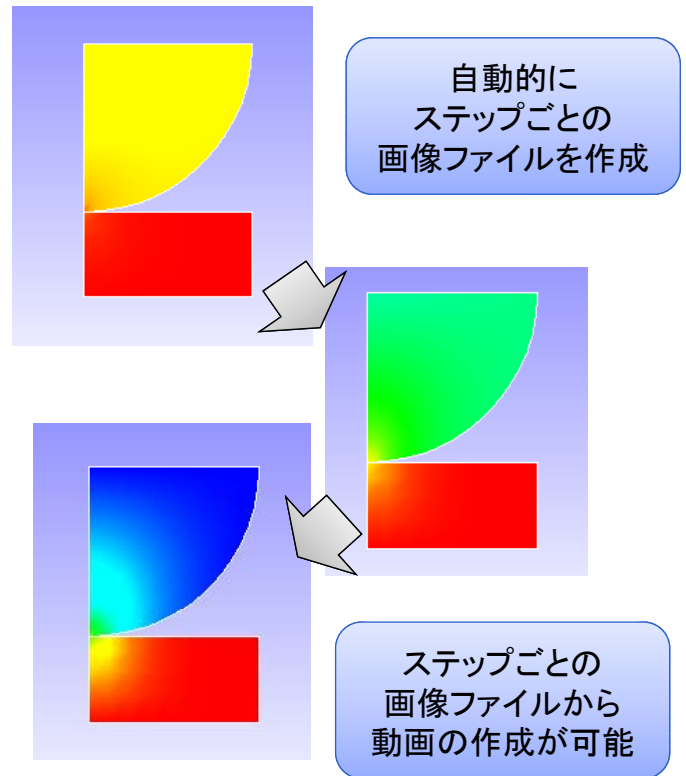 自動的に
ステップごとの
画像ファイルを作成
ステップごとの
画像ファイルから
動画の作成が可能